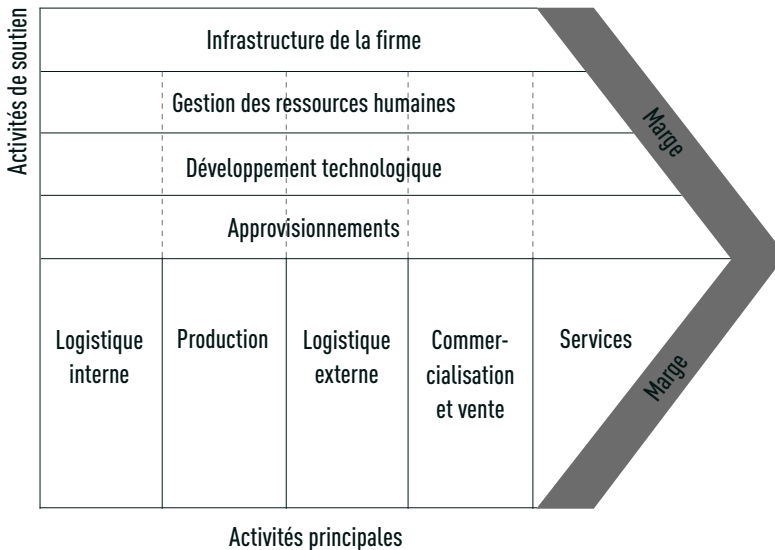 Activités de soutien
Infrastructure de la firme
Gestion des ressources humaines
Développement technologique
Approvisionnements
Marge
Logistique
interne
Production
Logistique
externe
Commer-
cialisation
et vente
Services
Marge
Activités principales